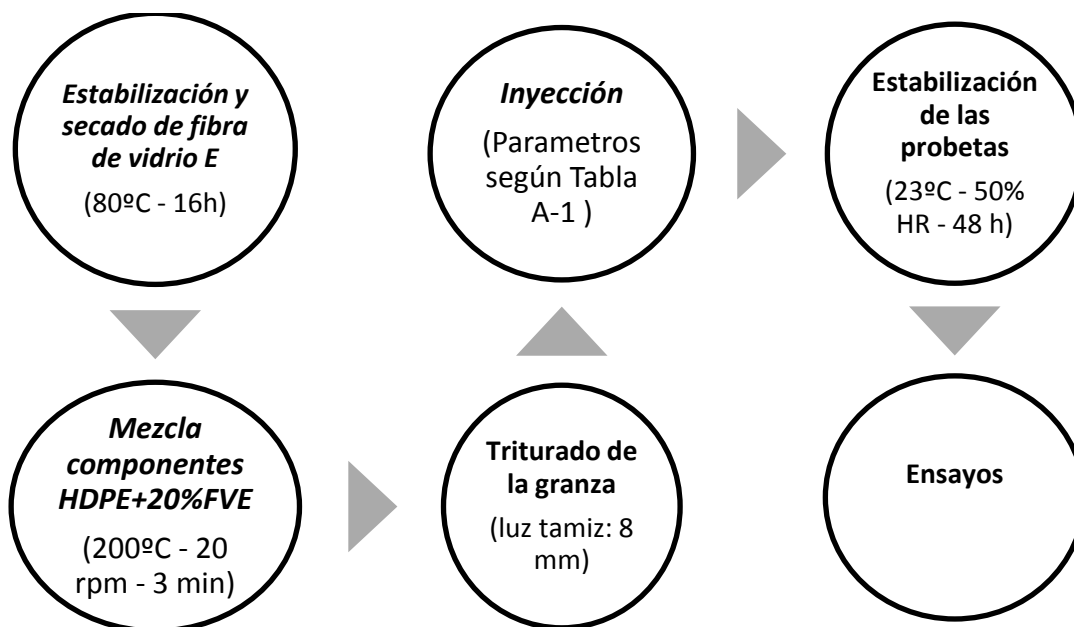 Estabilización y
secado de fibra
de vidrio E
(80ºC - 16h)
Mezcla
componentes
HDPE+20%FVE
(200ºC - 20
rpm - 3 min)
Triturado de
la granza
(luz tamiz: 8
mm)
Inyección
(Parametros
según Tabla
A-1 )
Estabilización
de las
probetas
(23ºC - 50%
HR - 48 h)
Ensayos